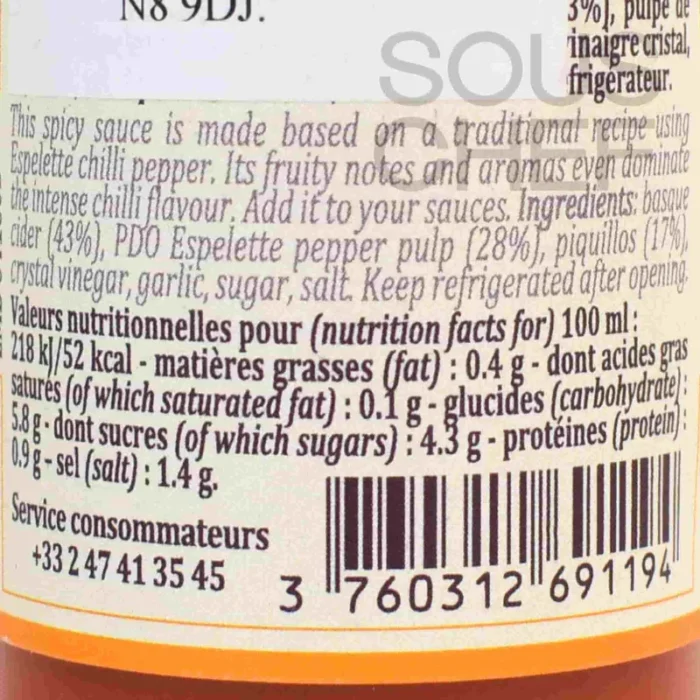 N8 9DJ.
3%], pulpe de
inaigre cristal,
frigérateur.
SOUS
CHEF
This spicy sauce is made based on a traditional recipe using
Espelette chilli pepper. Its fruity notes and aromas even dominate
the intense chilli flavour. Add it to your sauces. Ingredients: basque
cider (43%), PDO Espelette pepper pulp (28%), piquillos (17%),
crystal vinegar, garlic, sugar, salt. Keep refrigerated after opening.
Valeurs nutritionnelles pour (nutrition facts for) 100 ml :
218 kJ/52 kcal - matières grasses (fat) : 0.4 g - dont acides gras
saturés (of which saturated fat) : 0.1 g - glucides (carbohydrate) :
5.8 g - dont sucres (of which sugars) : 4.3 g - protéines (protein) :
0.9 g - sel (salt) : 1.4 g.
Service consommateurs
+33 2 47 41 35 45
3 760312 691194